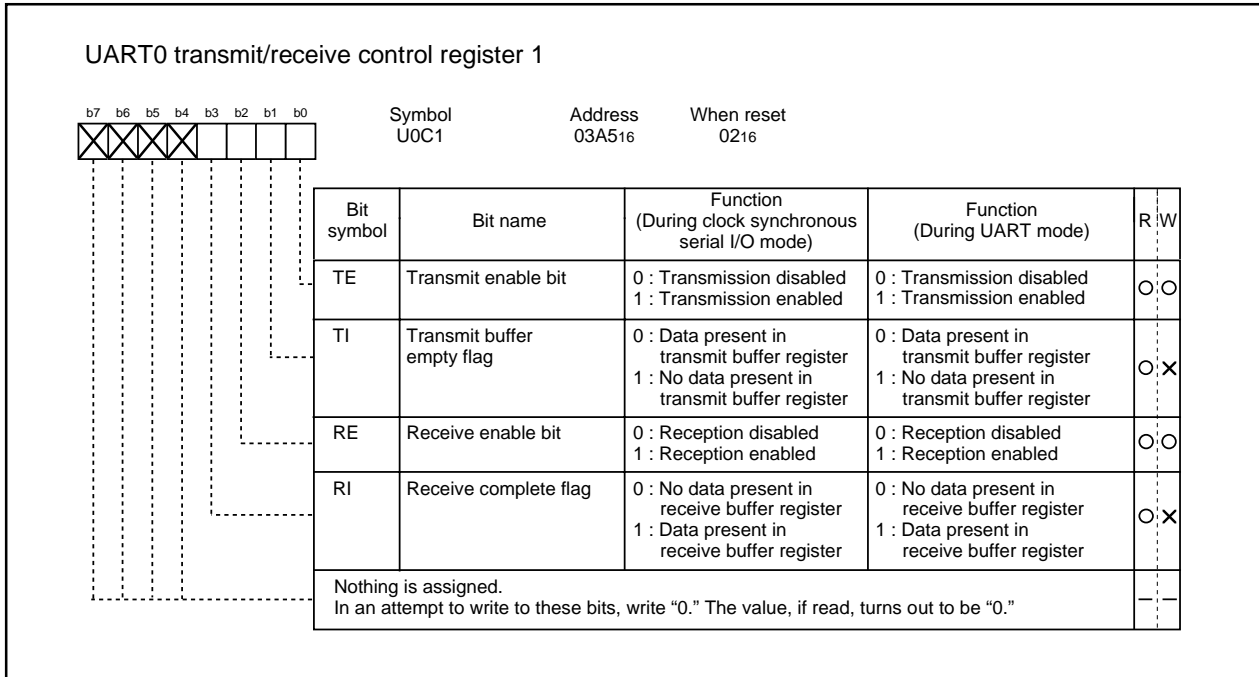 UART0 transmit/receive control register 1
b7 b6 b5 b4 b3 b2 b1 b0
Symbol Address When reset
U0C1 03A516 0216
Bit symbol Bit name Function (During clock synchronous serial I/O mode) Function (During UART mode) R W
TE Transmit enable bit 0 : Transmission disabled 0 : Transmission disabled
1 : Transmission enabled 1 : Transmission enabled
TI Transmit buffer 0 : Data present in 0 : Data present in
empty flag transmit buffer register transmit buffer register
1 : No data present in 1 : No data present in
transmit buffer register transmit buffer register
RE Receive enable bit 0 : Reception disabled 0 : Reception disabled
1 : Reception enabled 1 : Reception enabled
RI Receive complete flag 0 : No data present in 0 : No data present in
receive buffer register receive buffer register
1 : Data present in 1 : Data present in
receive buffer register receive buffer register
Nothing is assigned.
In an attempt to write to these bits, write “0.” The value, if read, turns out to be “0.”